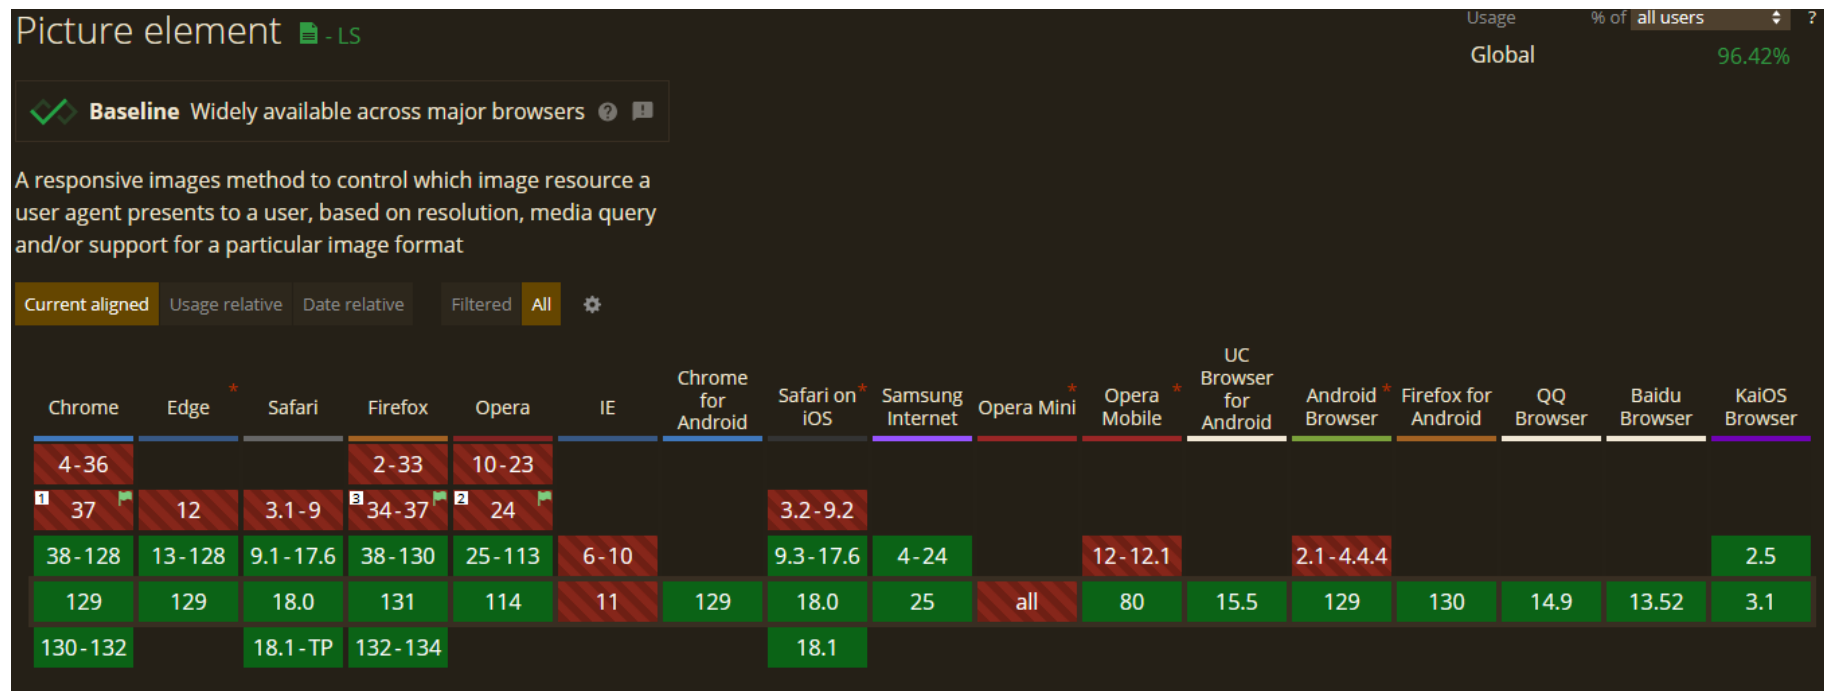 Picture element - LS
Usage % of all users ?
Global 96.42%
Baseline Widely available across major browsers
A responsive images method to control which image resource a
user agent presents to a user, based on resolution, media query
and/or support for a particular image format
Current aligned Usage relative Date relative Filtered All
Chrome Edge * Safari Firefox Opera IE Chrome for Android Safari on iOS * Samsung Internet Opera Mini * Opera Mobile * UC Browser for Android Android Browser * Firefox for Android QQ Browser Baidu Browser KaiOS Browser
4-36 2-33 10-23
1 37 12 3.1-9 3 34-37 2 24 3.2-9.2
38-128 13-128 9.1-17.6 38-130 25-113 6-10 9.3-17.6 4-24 12-12.1 2.1-4.4.4 2.5
129 129 18.0 131 114 11 129 18.0 25 all 80 15.5 129 130 14.9 13.52 3.1
130-132 18.1-TP 132-134 18.1